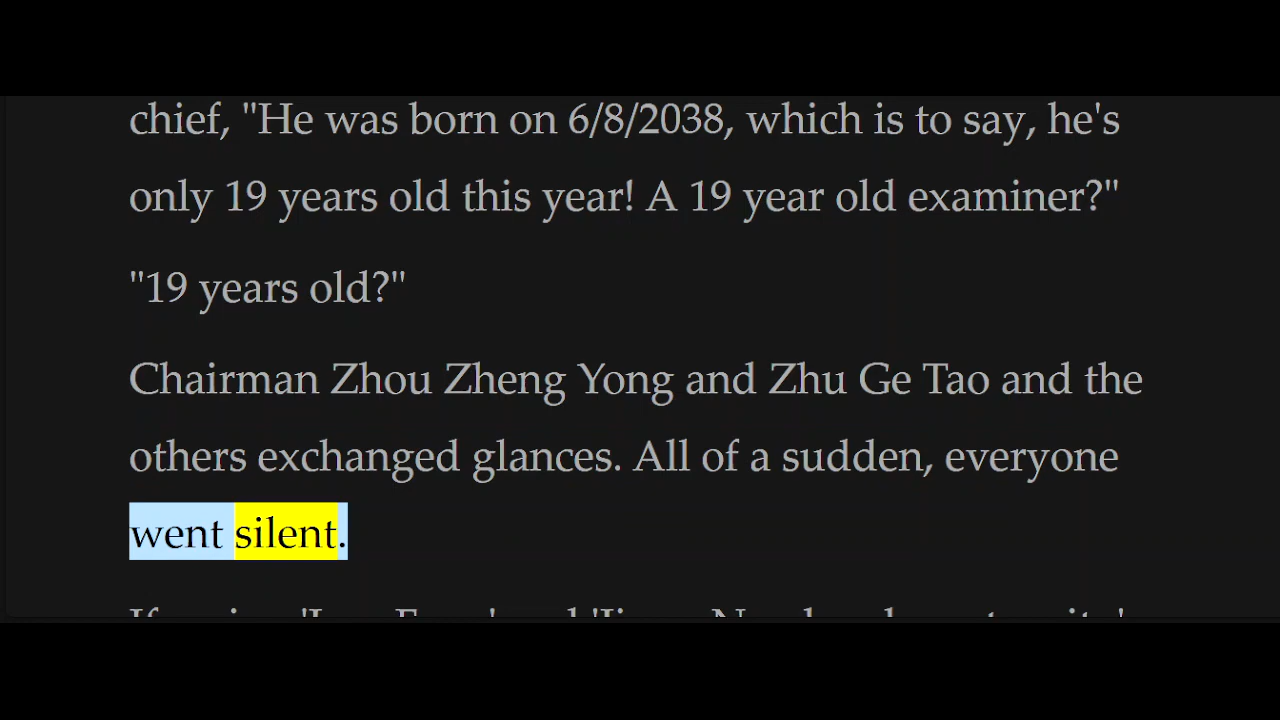 chief, "He was born on 6/8/2038, which is to say, he's
only 19 years old this year! A 19 year old examiner?"
"19 years old?"
Chairman Zhou Zheng Yong and Zhu Ge Tao and the
others exchanged glances. All of a sudden, everyone
went silent.